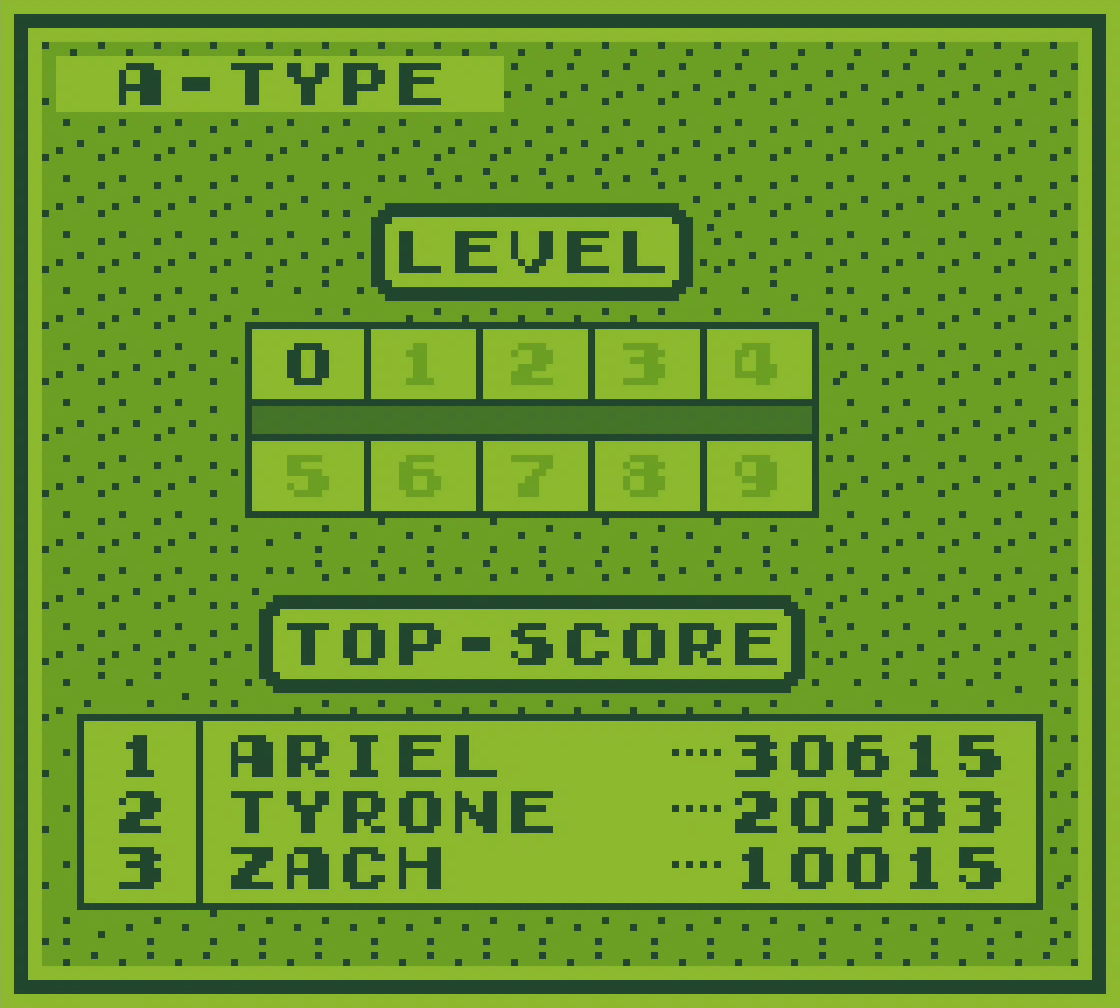 A-TYPE
LEVEL
0 1 2 3 4
5 6 7 8 9
TOP-SCORE
1 ARIEL ····30615
2 TYRONE ····20383
3 ZACH ····10015